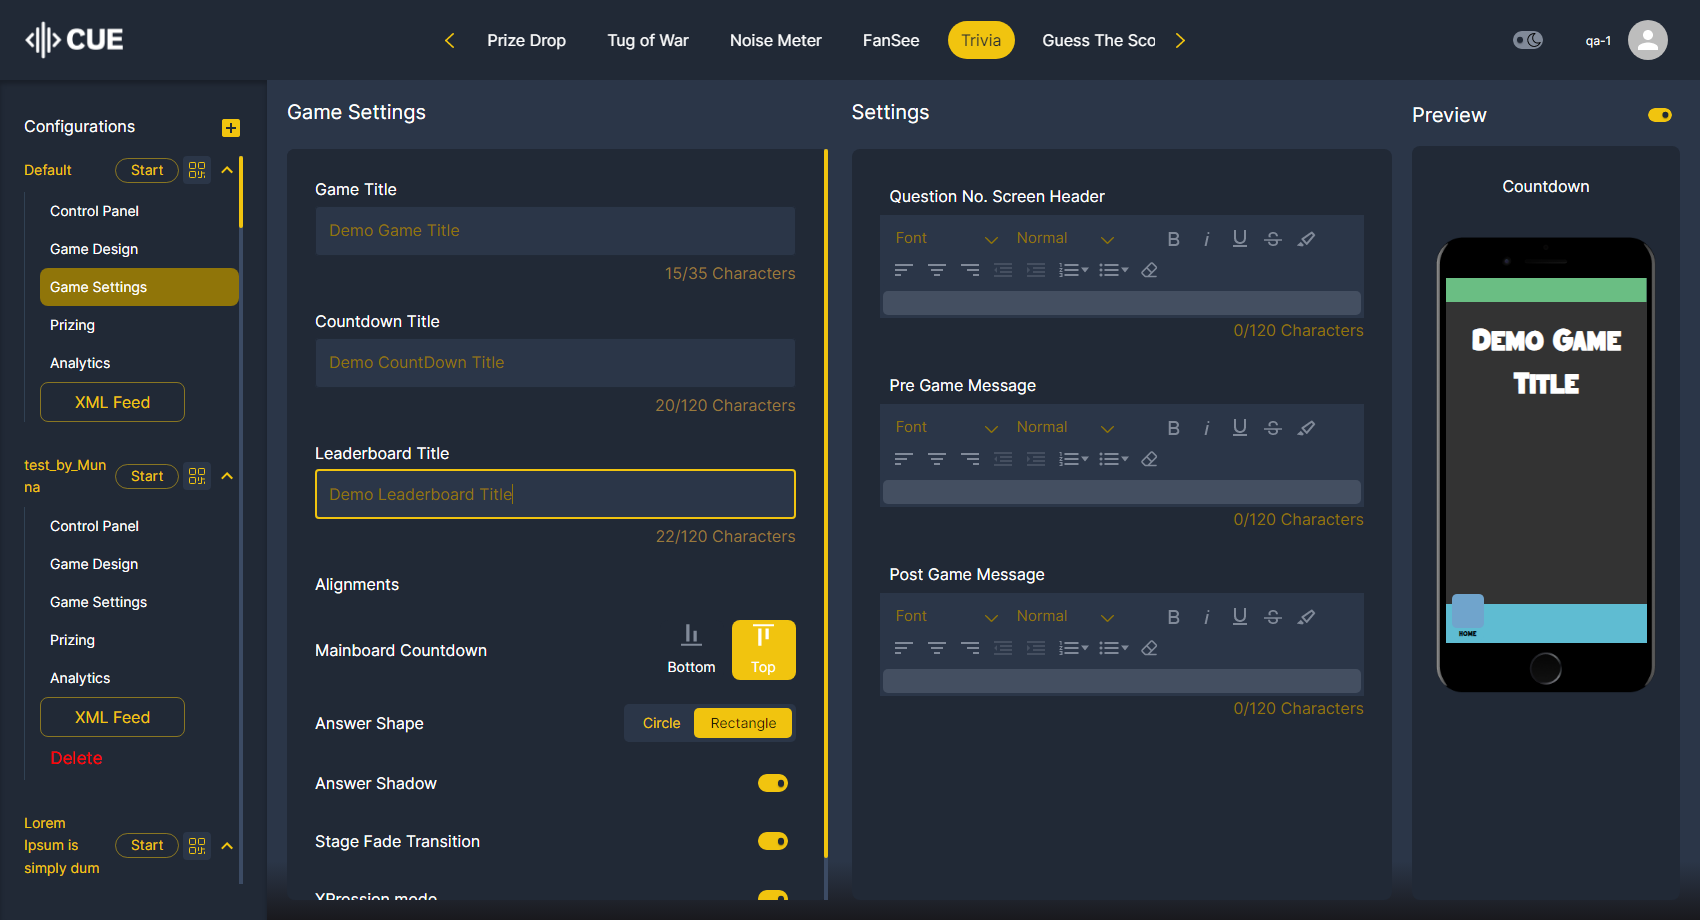 CUE
Prize Drop
Tug of War
Noise Meter
FanSee
Trivia
Guess The Sco
qa-1
Configurations
Default
Start
Control Panel
Game Design
Game Settings
Prizing
Analytics
XML Feed
test_by_Mun
na
Start
Control Panel
Game Design
Game Settings
Prizing
Analytics
XML Feed
Delete
Lorem
Ipsum is
simply dum
Start
Game Settings
Game Title
Demo Game Title
15/35 Characters
Countdown Title
Demo CountDown Title
20/120 Characters
Leaderboard Title
Demo Leaderboard Title
22/120 Characters
Alignments
Mainboard Countdown
Bottom
Top
Answer Shape
Circle
Rectangle
Answer Shadow
Stage Fade Transition
XPression mode
Settings
Question No. Screen Header
Font
Normal
B
i
U
S
0/120 Characters
Pre Game Message
Font
Normal
B
i
U
S
0/120 Characters
Post Game Message
Font
Normal
B
i
U
S
0/120 Characters
Preview
Countdown
Demo Game
Title
HOME